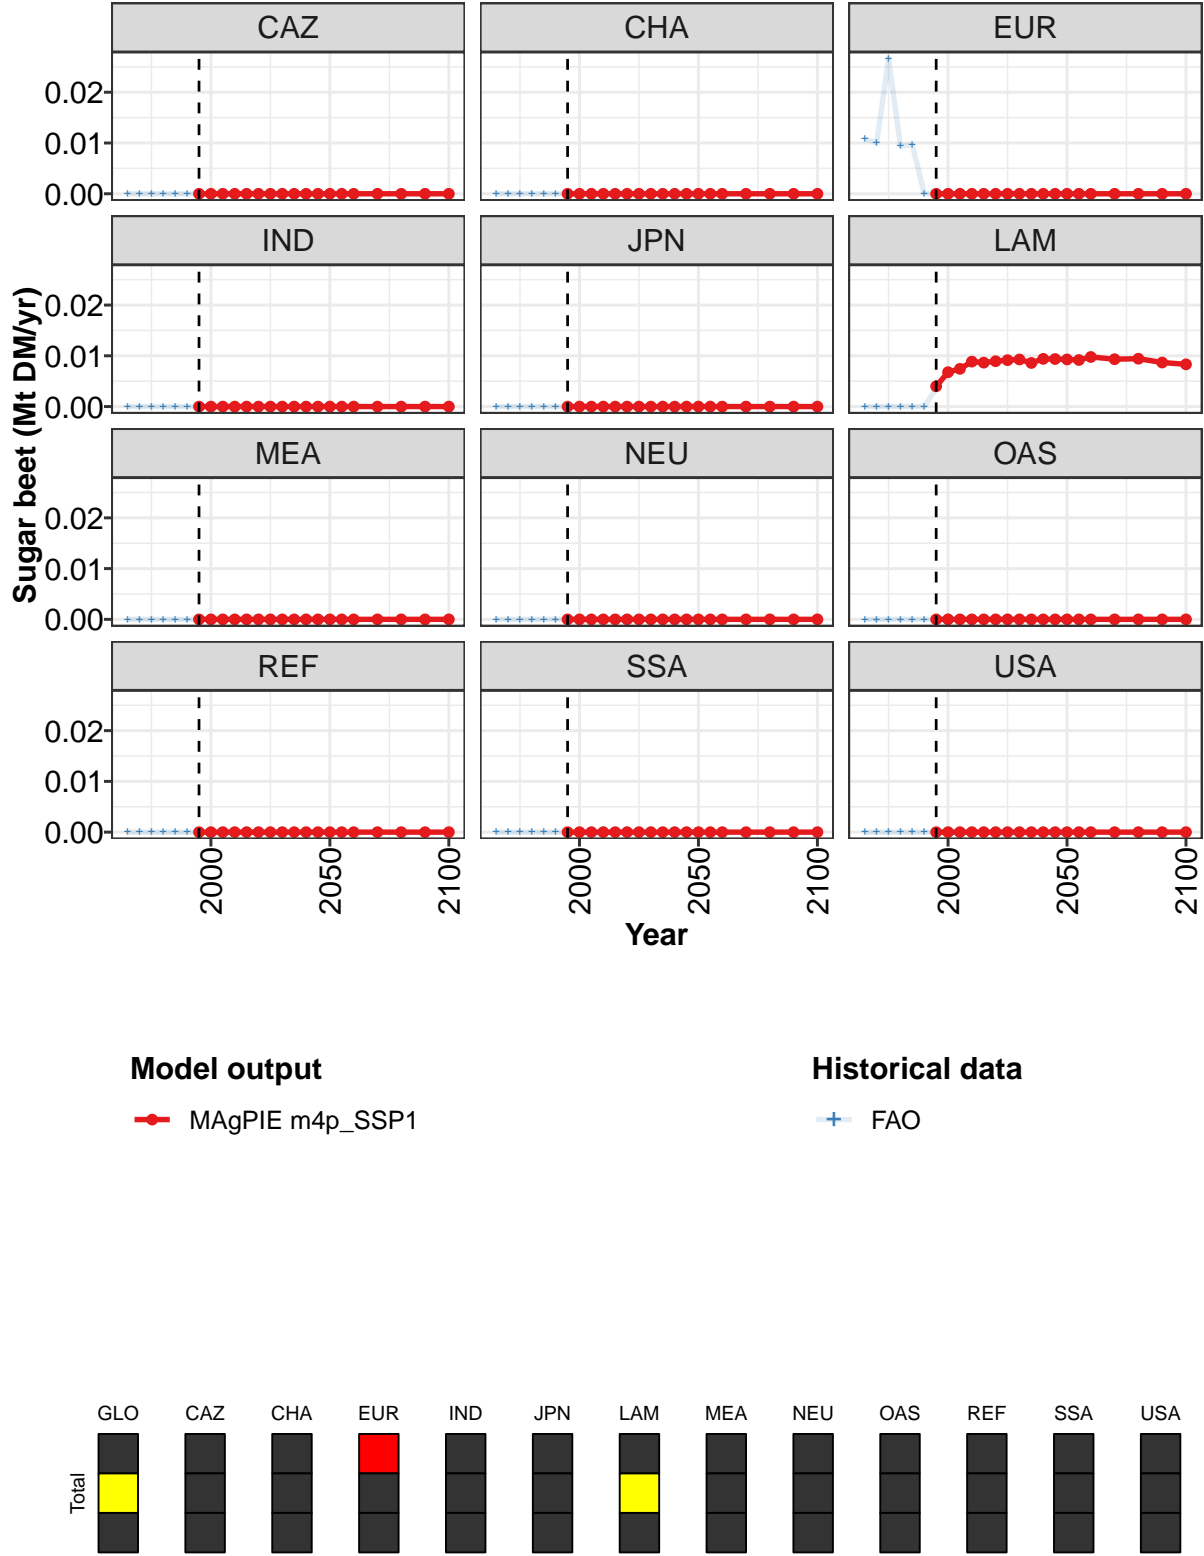 CAZ CHA EUR
0.02
0.01
0.00
IND JPN LAM
0.02
0.01
0.00
MEA NEU OAS
0.02
0.01
0.00
REF SSA USA
0.02
0.01
0.00
Sugar beet (Mt DM/yr)
2000 2050 2100 2000 2050 2100 2000 2050 2100
Year
Model output Historical data
MAgPIE m4p_SSP1 FAO
GLO CAZ CHA EUR IND JPN LAM MEA NEU OAS REF SSA USA
Total